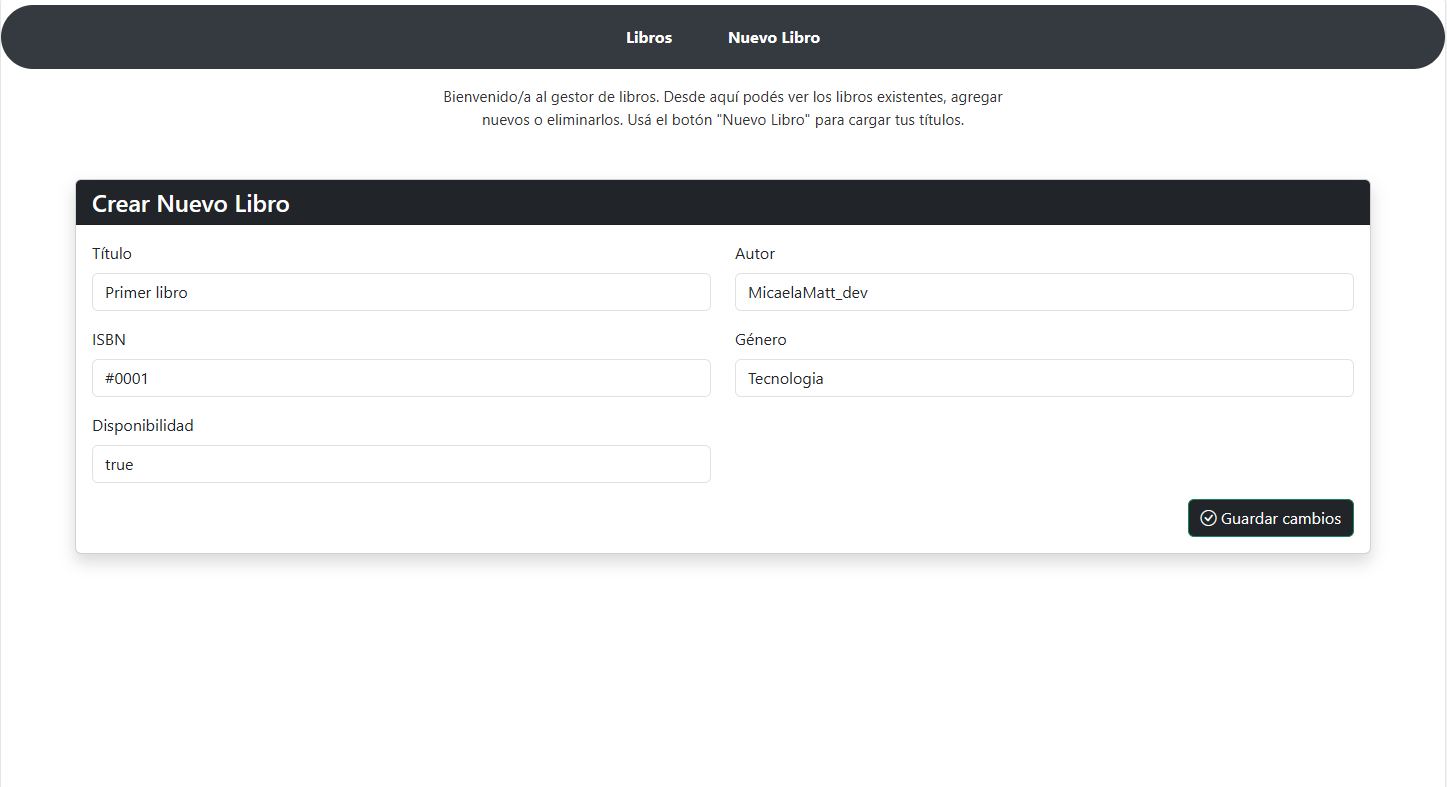 Libros
Nuevo Libro
Bienvenido/a al gestor de libros. Desde aquí podés ver los libros existentes, agregar
nuevos o eliminarlos. Usá el botón "Nuevo Libro" para cargar tus títulos.
Crear Nuevo Libro
Título
Autor
Primer libro
MicaelaMatt_dev
ISBN
Género
#0001
Tecnologia
Disponibilidad
true
Guardar cambios